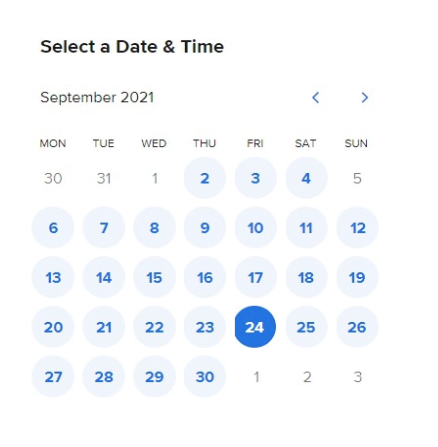 Select a Date & Time
September 2021
MON TUE WED THU FRI SAT SUN
30 31 1 2 3 4 5
6 7 8 9 10 11 12
13 14 15 16 17 18 19
20 21 22 23 24 25 26
27 28 29 30 1 2 3